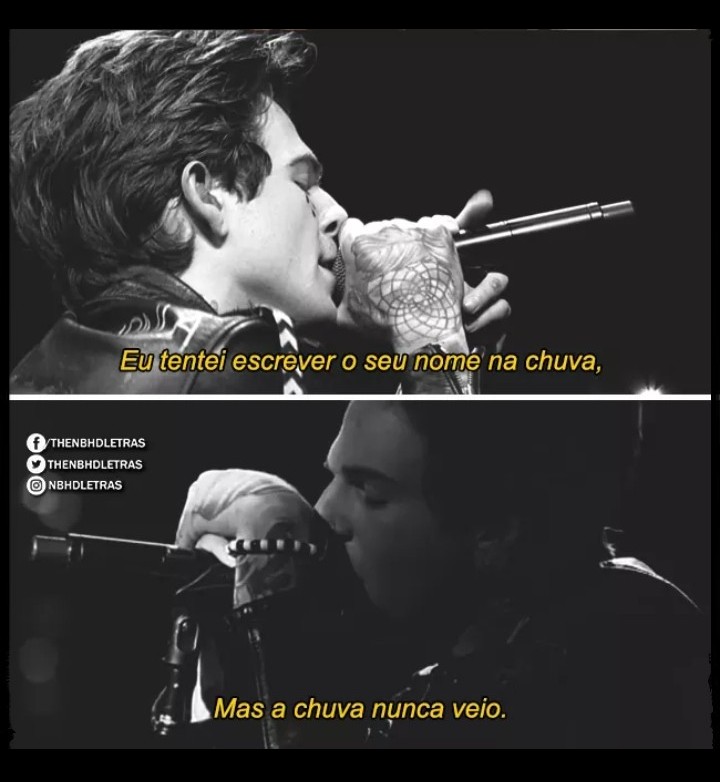 Eu tentei escrever o seu nome na chuva,
/THENBHDLETRAS
THENBHDLETRAS
NBHDLETRAS
Mas a chuva nunca veio.